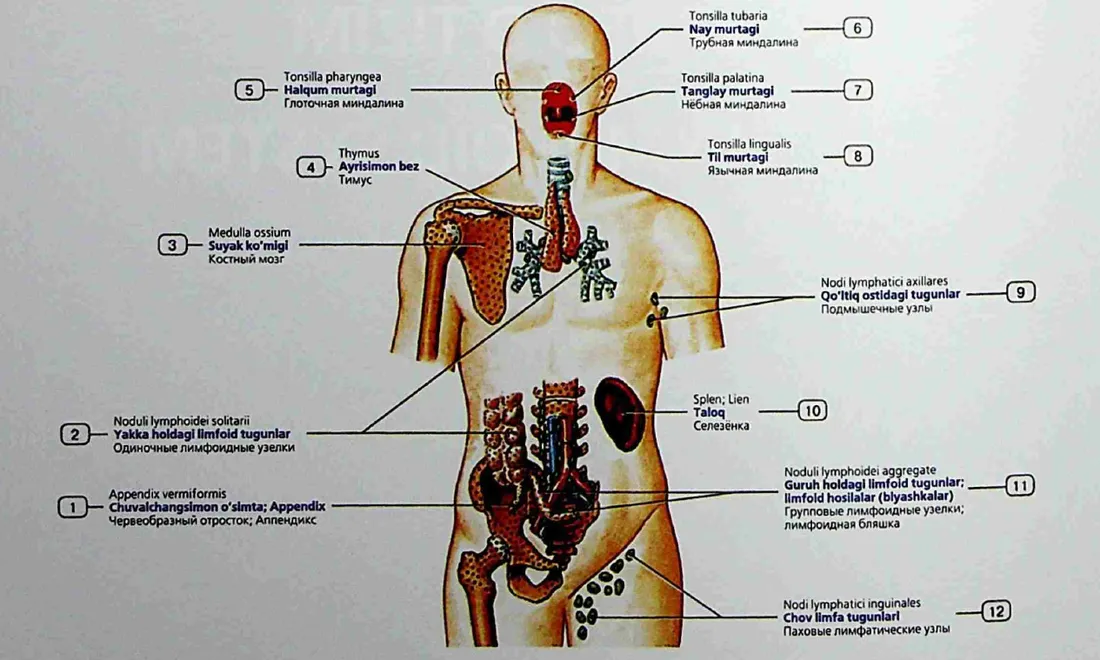 Tonsilla tubaria
Nay murtagi
Трубная миндалина
6
5
Tonsilla pharyngea
Halqum murtagi
Глоточная миндалина
Tonsilla palatina
Tanglay murtagi
Нёбная миндалина
7
4
Thymus
Ayrisimon bez
Тимус
Tonsilla lingualis
Til murtagi
Язычная миндалина
8
3
Medulla ossium
Suyak ko'migi
Костный мозг
Nodi lymphatici axillares
Qo'ltiq ostidagi tugunlar
Подмышечные узлы
9
2
Noduli lymphoidei solitarii
Yakka holdagi limfoid tugunlar
Одиночные лимфоидные узелки
Splen; Lien
Taloq
Селезёнка
10
1
Appendix vermiformis
Chuvalchangsimon o'simta; Appendix
Червеобразный отросток; Аппендикс
Noduli lymphoidei aggregate
Guruh holdagi limfoid tugunlar;
limfoid hosilalar (blyashkalar)
Групповые лимфоидные узелки;
лимфоидная бляшка
11
Nodi lymphatici inguinales
Chov limfa tugunlari
Паховые лимфатические узлы
12